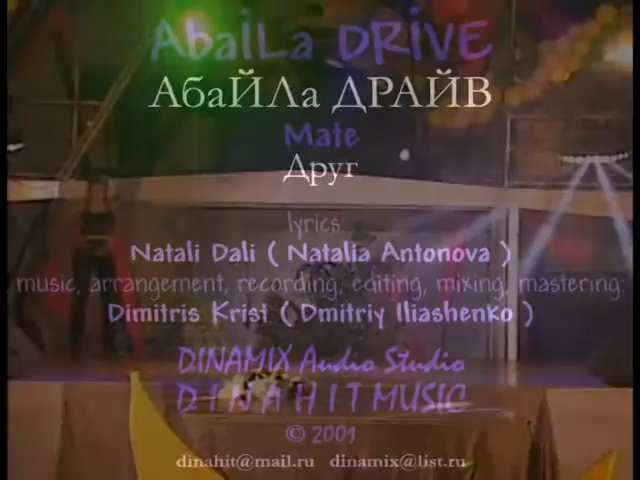 AbaiLa DRiVE
АбаЙЛа ДРАЙВ
Mate
Друг
lyrics:
Natali Dali ( Natalia Antonova )
music, arrangement, recording, editing, mixing, mastering:
Dimitris Krist ( Dmitriy Iliashenko )
DINAMIX Audio Studio
D I N A H I T MUSIC
© 2001
dinahit@mail.ru dinamix@list.ru